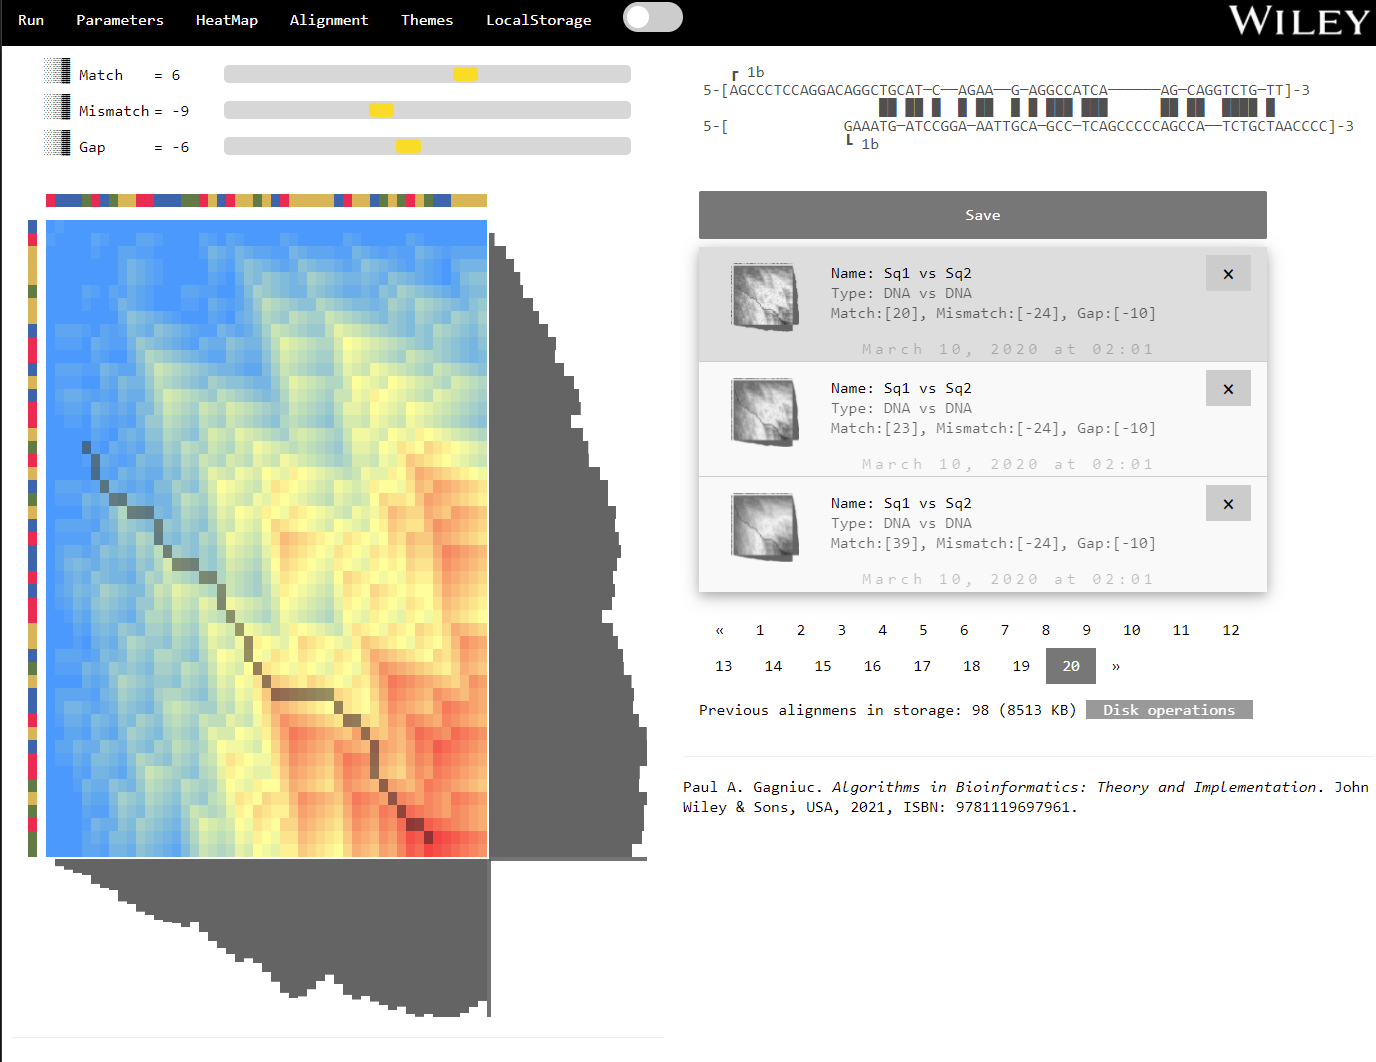 Run Parameters HeatMap Alignment Themes LocalStorage WILEY
Match = 6
Mismatch = -9
Gap = -6
┏ 1b
5-[AGCCCTCCAGGACAGGCTGCAT—C——AGAA——G—AGGCCATCA——————AG—CAGGTCTG—TT]-3
5-[ GAAATG—ATCCGGA—AATTGCA—GCC—TCAGCCCCCAGCCA——TCTGCTAACCCC]-3
┗ 1b
Save
Name: Sq1 vs Sq2 ×
Type: DNA vs DNA
Match:[20], Mismatch:[-24], Gap:[-10]
March 10, 2020 at 02:01
Name: Sq1 vs Sq2 ×
Type: DNA vs DNA
Match:[23], Mismatch:[-24], Gap:[-10]
March 10, 2020 at 02:01
Name: Sq1 vs Sq2 ×
Type: DNA vs DNA
Match:[39], Mismatch:[-24], Gap:[-10]
March 10, 2020 at 02:01
« 1 2 3 4 5 6 7 8 9 10 11 12
13 14 15 16 17 18 19 20 »
Previous alignmens in storage: 98 (8513 KB) Disk operations
Paul A. Gagniuc. Algorithms in Bioinformatics: Theory and Implementation. John
Wiley & Sons, USA, 2021, ISBN: 9781119697961.